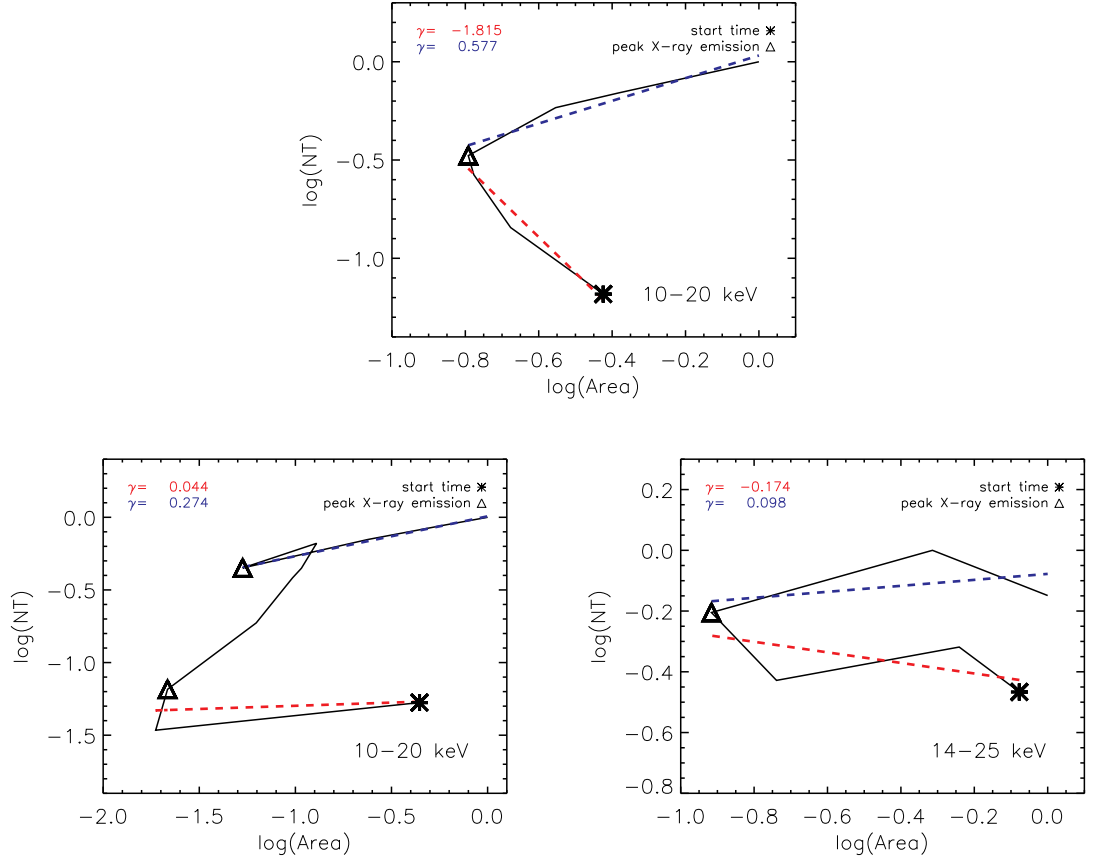 γ= −1.815 start time
γ= 0.577 peak X−ray emission
0.0
−0.5
−1.0
log(NT)
10−20 keV
−1.0 −0.8 −0.6 −0.4 −0.2 0.0
log(Area)
γ= 0.044 start time
γ= 0.274 peak X−ray emission
0.0
−0.5
−1.0
−1.5
log(NT)
10−20 keV
−2.0 −1.5 −1.0 −0.5 0.0
log(Area)
γ= −0.174 start time
γ= 0.098 peak X−ray emission
0.2
0.0
−0.2
−0.4
−0.6
−0.8
log(NT)
14−25 keV
−1.0 −0.8 −0.6 −0.4 −0.2 0.0
log(Area)